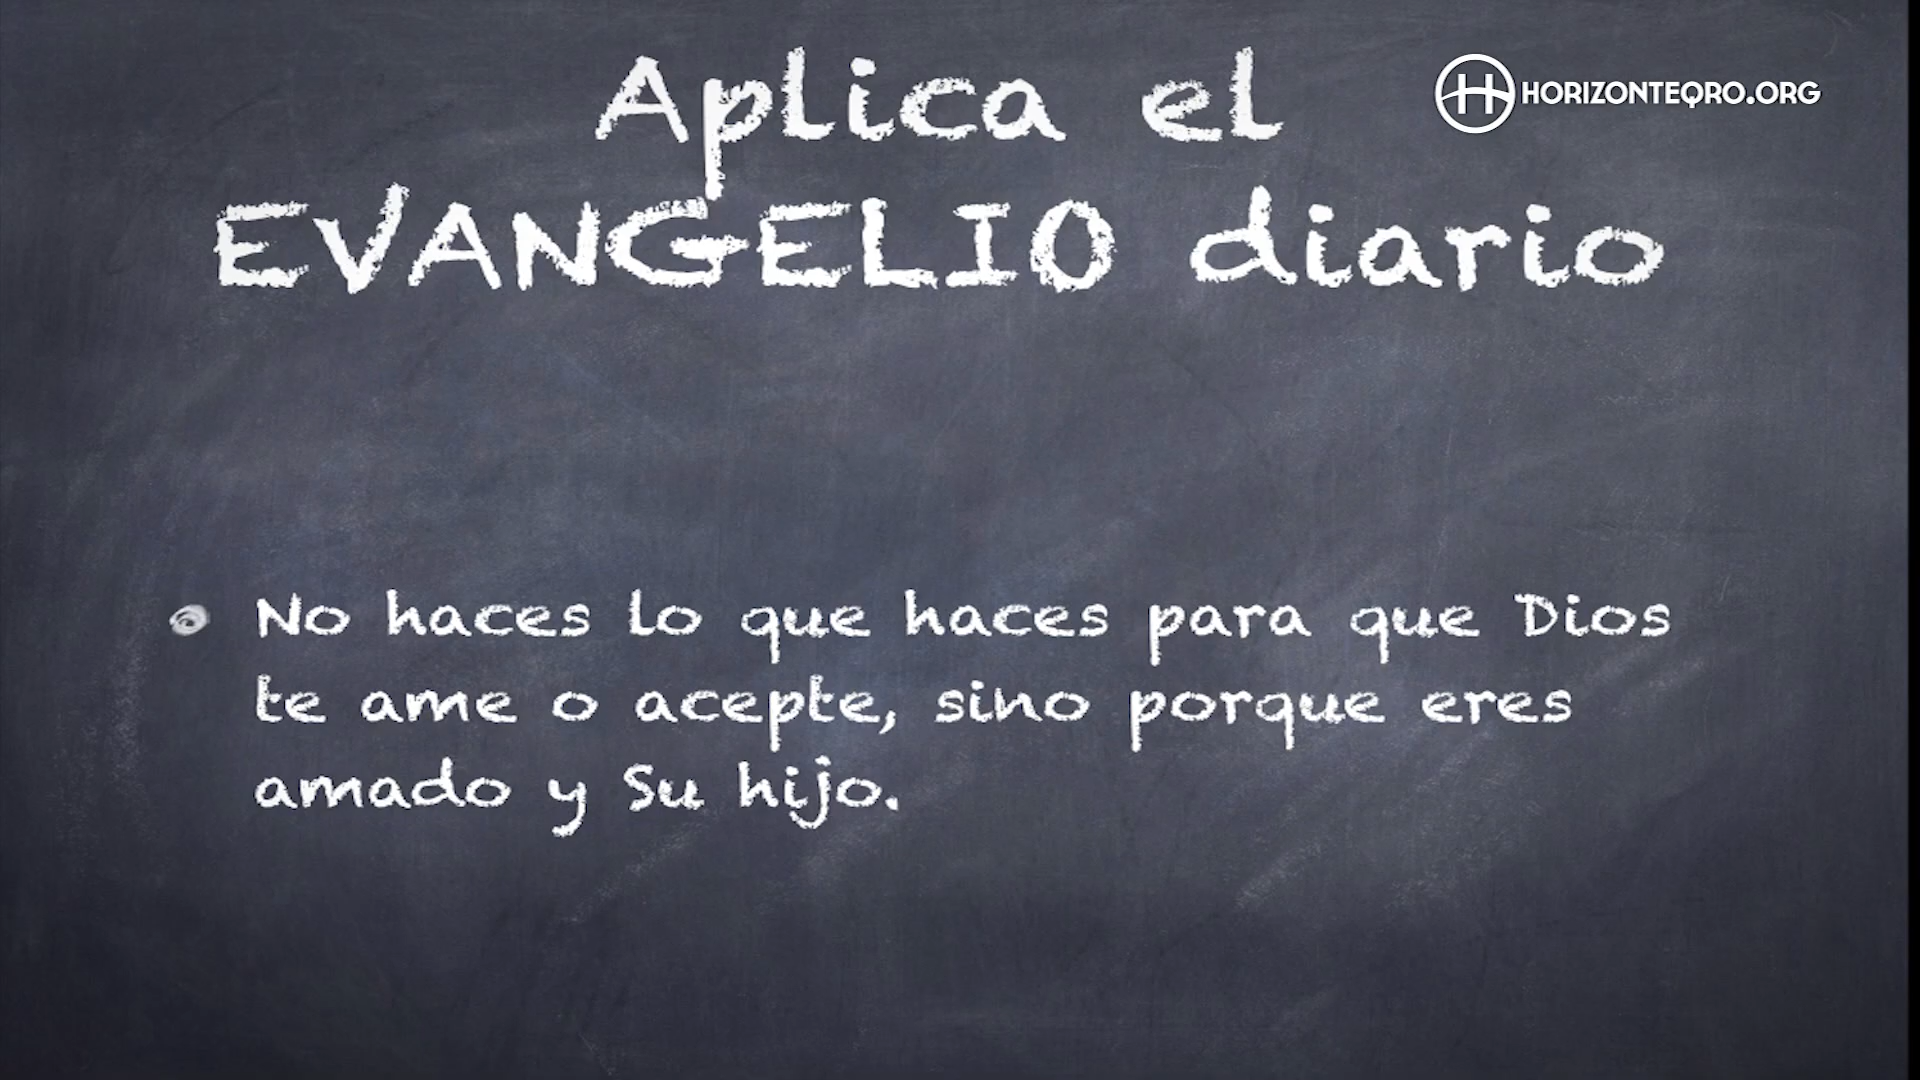 Aplica el
HORIZONTEQRO.ORG
EVANGELIO diario
No haces lo que haces para que Dios
te ame o acepte, sino porque eres
amado y Su hijo.